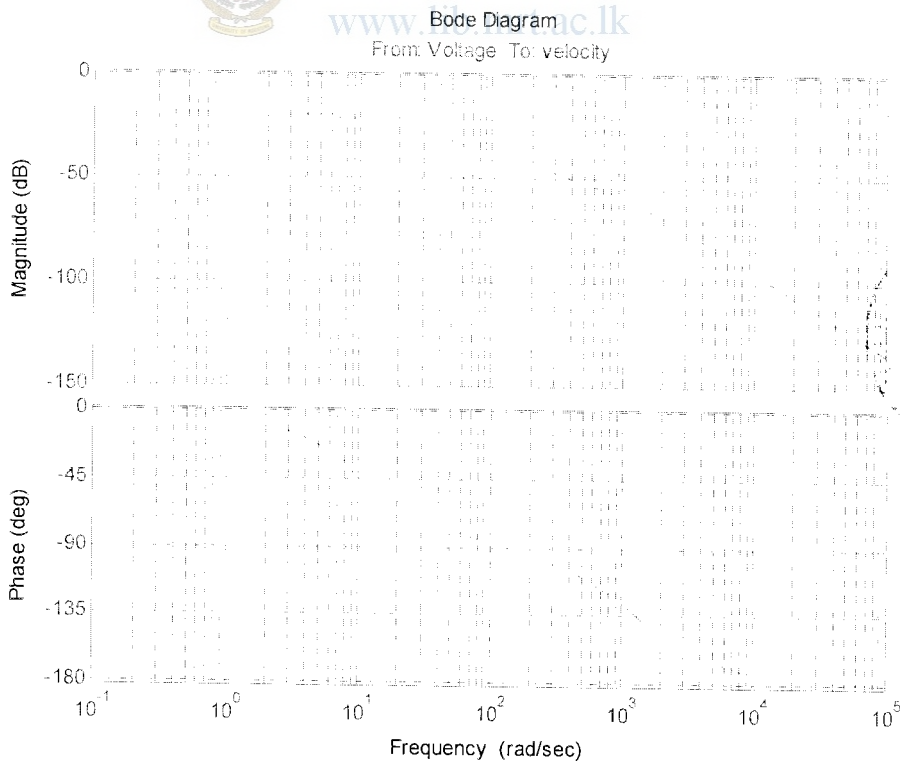 www.lib.mrt.ac.lk
Bode Diagram
From: Voltage To: velocity
Magnitude (dB)
0
-50
-100
-150
Phase (deg)
0
-45
-90
-135
-180
10^-1
10^0
10^1
10^2
10^3
10^4
10^5
Frequency (rad/sec)